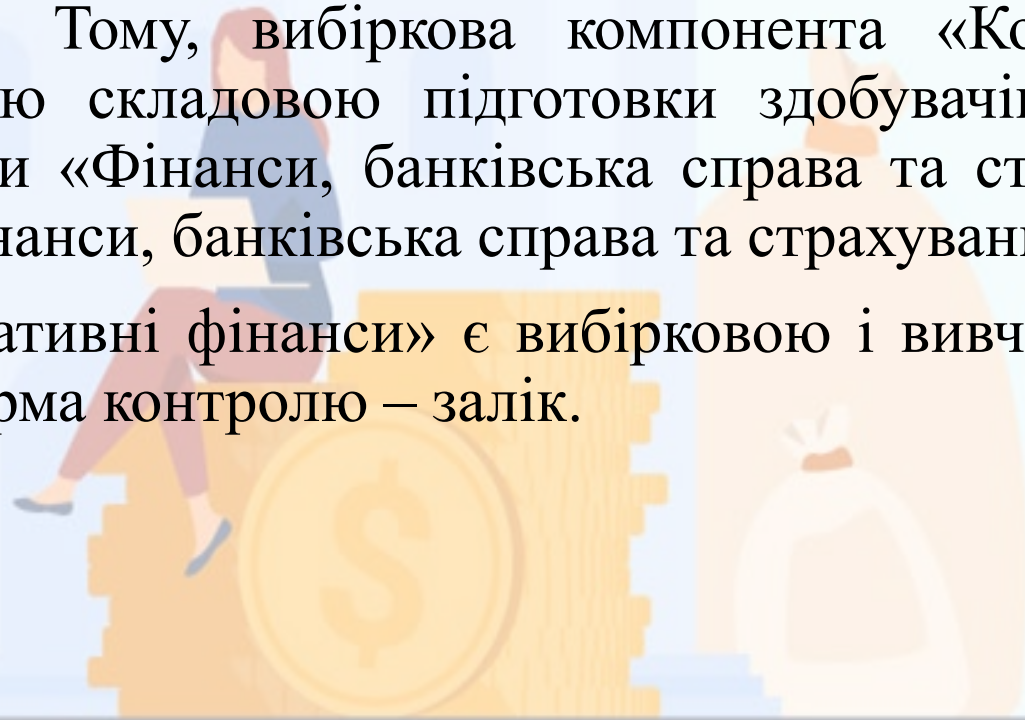 Тому, вибіркова компонента «Ко
ю складовою підготовки здобувачі
и «Фінанси, банківська справа та ст
нанси, банківська справа та страхуван
ативні фінанси» є вибірковою і вивч
рма контролю – залік.